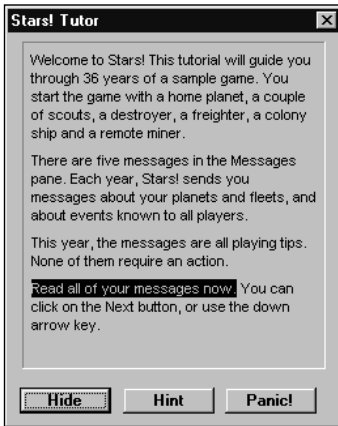 Stars! Tutor
Welcome to Stars! This tutorial will guide you
through 36 years of a sample game. You
start the game with a home planet, a couple
of scouts, a destroyer, a freighter, a colony
ship and a remote miner.
There are five messages in the Messages
pane. Each year, Stars! sends you
messages about your planets and fleets, and
about events known to all players.
This year, the messages are all playing tips.
None of them require an action.
Read all of your messages now. You can
click on the Next button, or use the down
arrow key.
Hide Hint Panic!